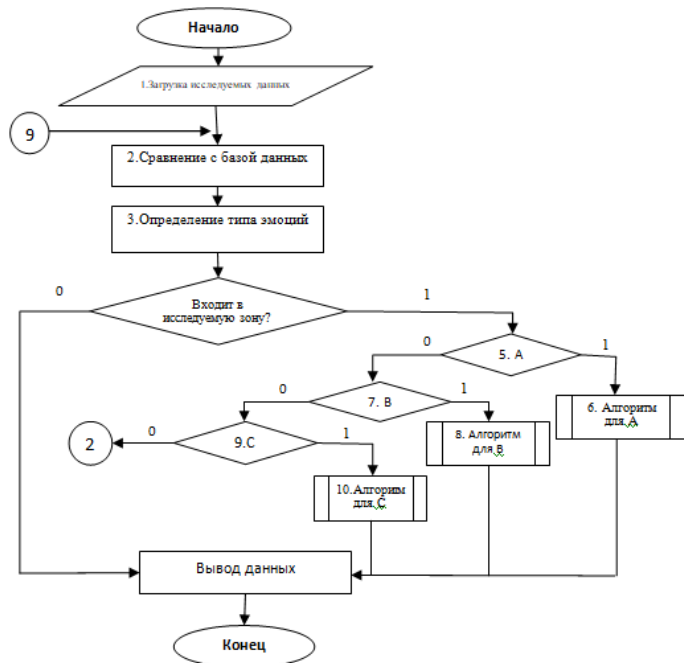 Начало
1.Загрузка исследуемых данных
9
2.Сравнение с базой данных
3.Определение типа эмоций
0
Входит в
исследуемую зону?
1
0
5. А
1
0
7. В
1
2
0
9.С
1
6. Алгоритм
для А
8. Алгоритм
для В
10.Алгоритм
для С
Вывод данных
Конец